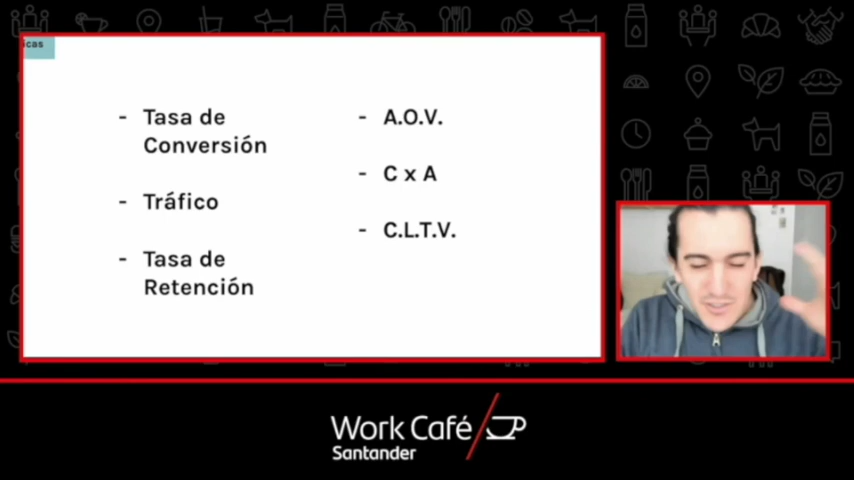 icas
- Tasa de
Conversión
- Tráfico
- Tasa de
Retención
- A.O.V.
- C x A
- C.L.T.V.
Work Café
Santander